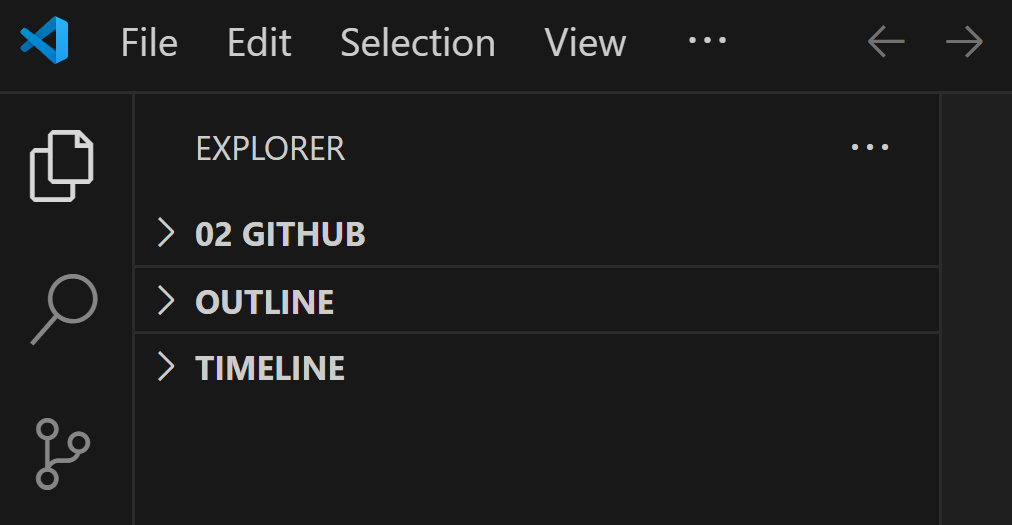 File Edit Selection View ...
EXPLORER ...
02 GITHUB
OUTLINE
TIMELINE